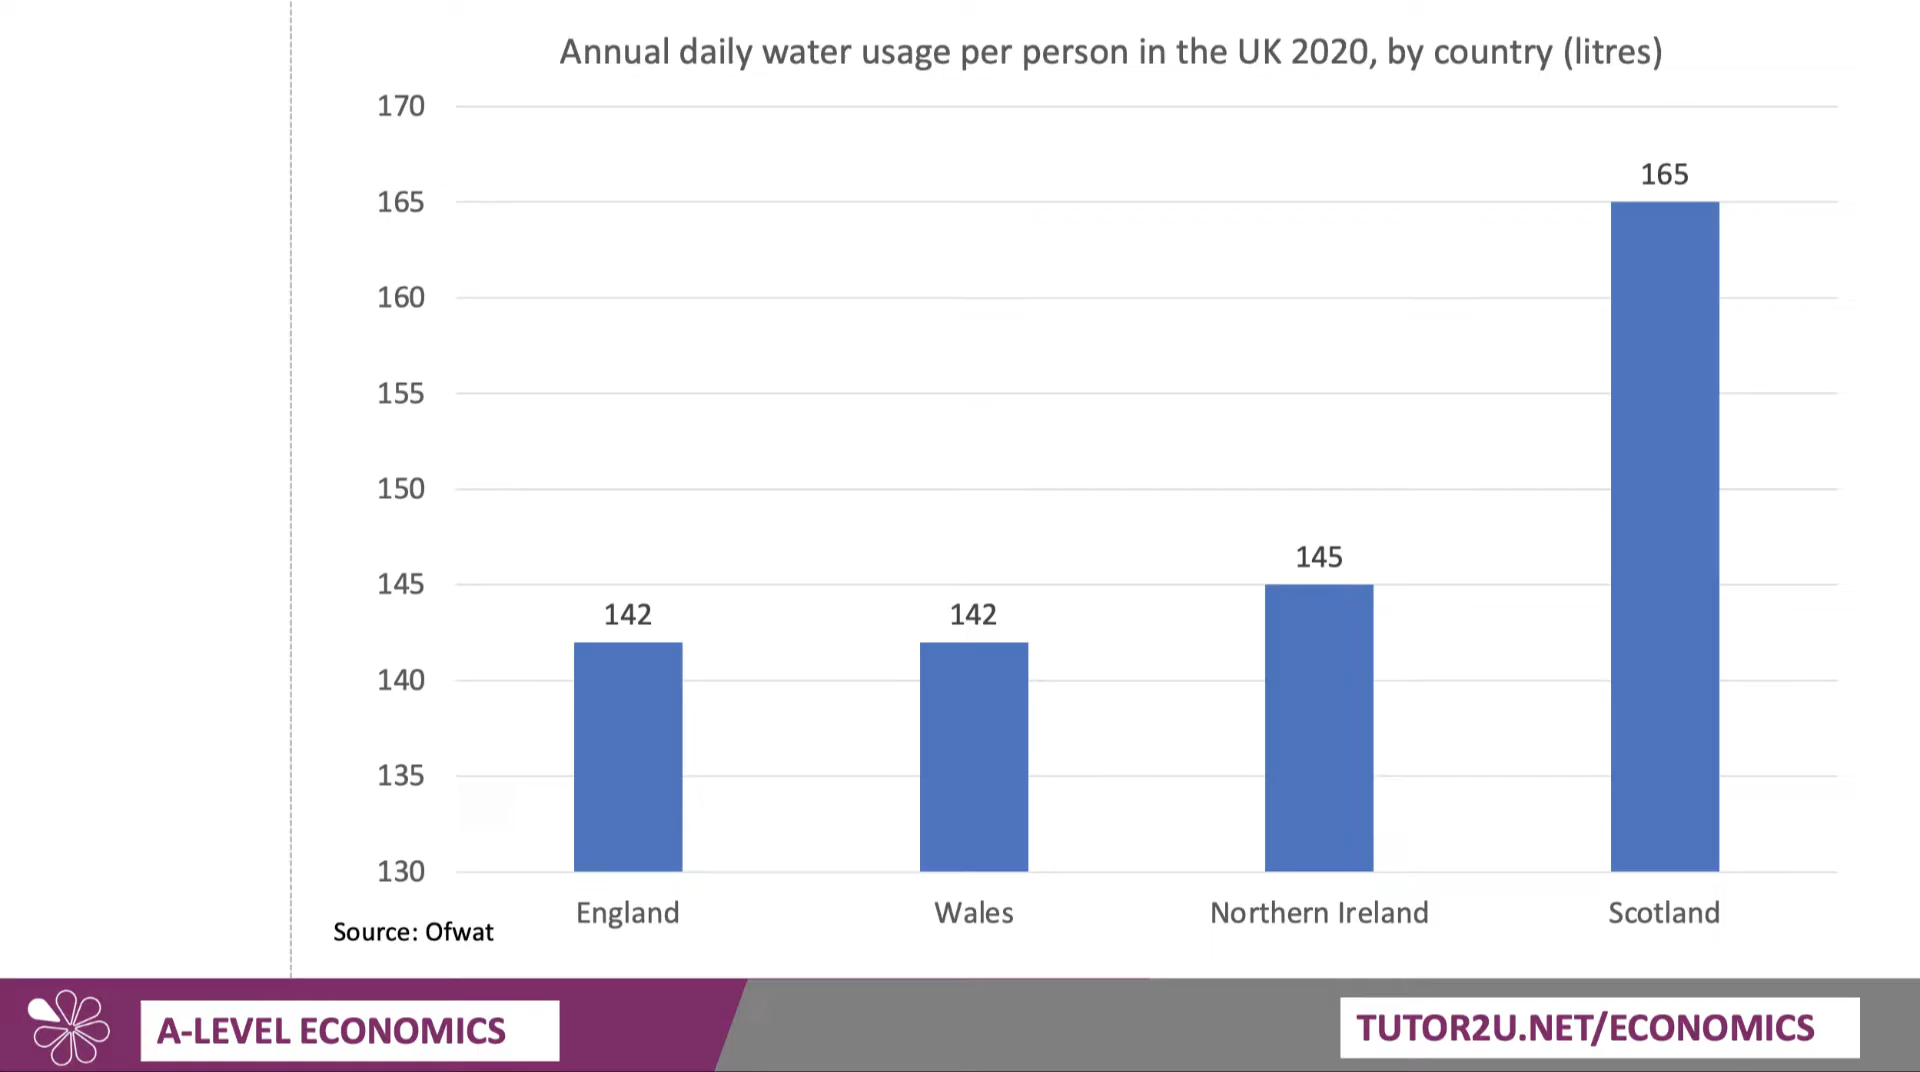 Annual daily water usage per person in the UK 2020, by country (litres)
170
165
160
155
150
145
140
135
130
142
142
145
165
England
Wales
Northern Ireland
Scotland
Source: Ofwat
A-LEVEL ECONOMICS
TUTOR2U.NET/ECONOMICS